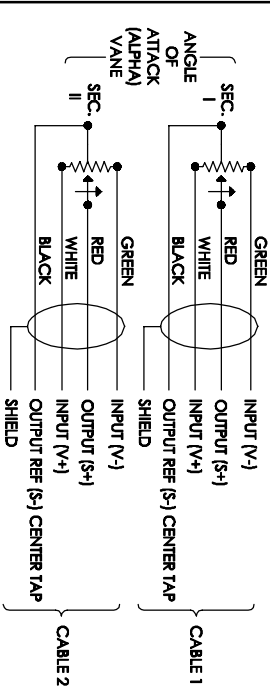 ANGLE
OF
ATTACK
(ALPHA)
VANE
SEC.
I
GREEN
RED
WHITE
BLACK
INPUT (V-)
OUTPUT (S+)
INPUT (V+)
OUTPUT REF (S-) CENTER TAP
SHIELD
CABLE 1
SEC.
II
GREEN
RED
WHITE
BLACK
INPUT (V-)
OUTPUT (S+)
INPUT (V+)
OUTPUT REF (S-) CENTER TAP
SHIELD
CABLE 2